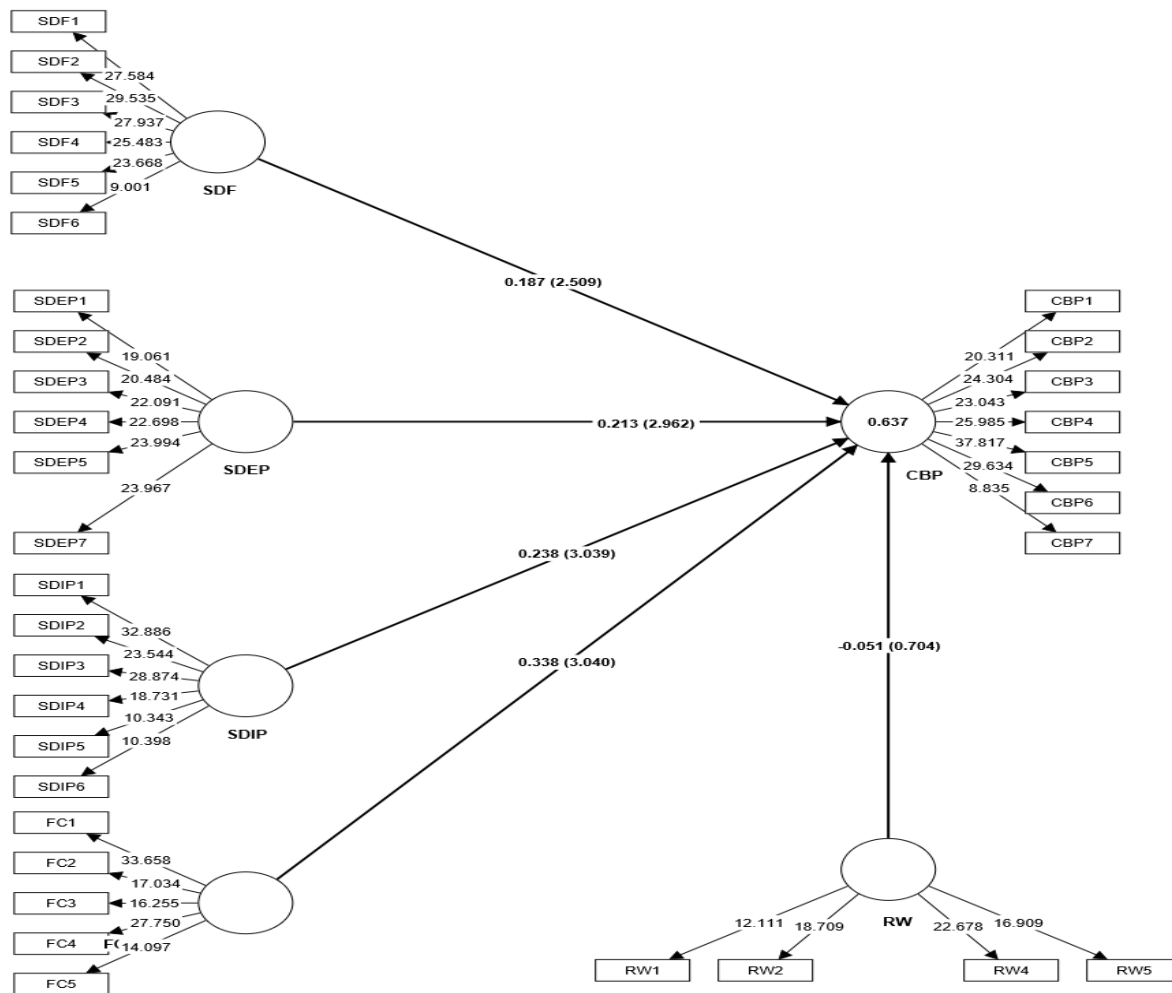 SDF1
SDF2
SDF3
SDF4
SDF5
SDF6
27.584
29.535
27.937
25.483
23.668
9.001
SDF
0.187 (2.509)
SDEP1
SDEP2
SDEP3
SDEP4
SDEP5
SDEP7
19.061
20.484
22.091
22.698
23.994
23.967
SDEP
0.213 (2.962)
0.637
CBP
20.311
24.304
23.043
25.985
37.817
29.634
8.835
CBP1
CBP2
CBP3
CBP4
CBP5
CBP6
CBP7
SDIP1
SDIP2
SDIP3
SDIP4
SDIP5
SDIP6
32.886
23.544
28.874
18.731
10.343
10.398
SDIP
0.238 (3.039)
0.338 (3.040)
-0.051 (0.704)
FC1
FC2
FC3
FC4
FC5
33.658
17.034
16.255
27.750
14.097
RW
12.111
18.709
22.678
16.909
RW1
RW2
RW4
RW5